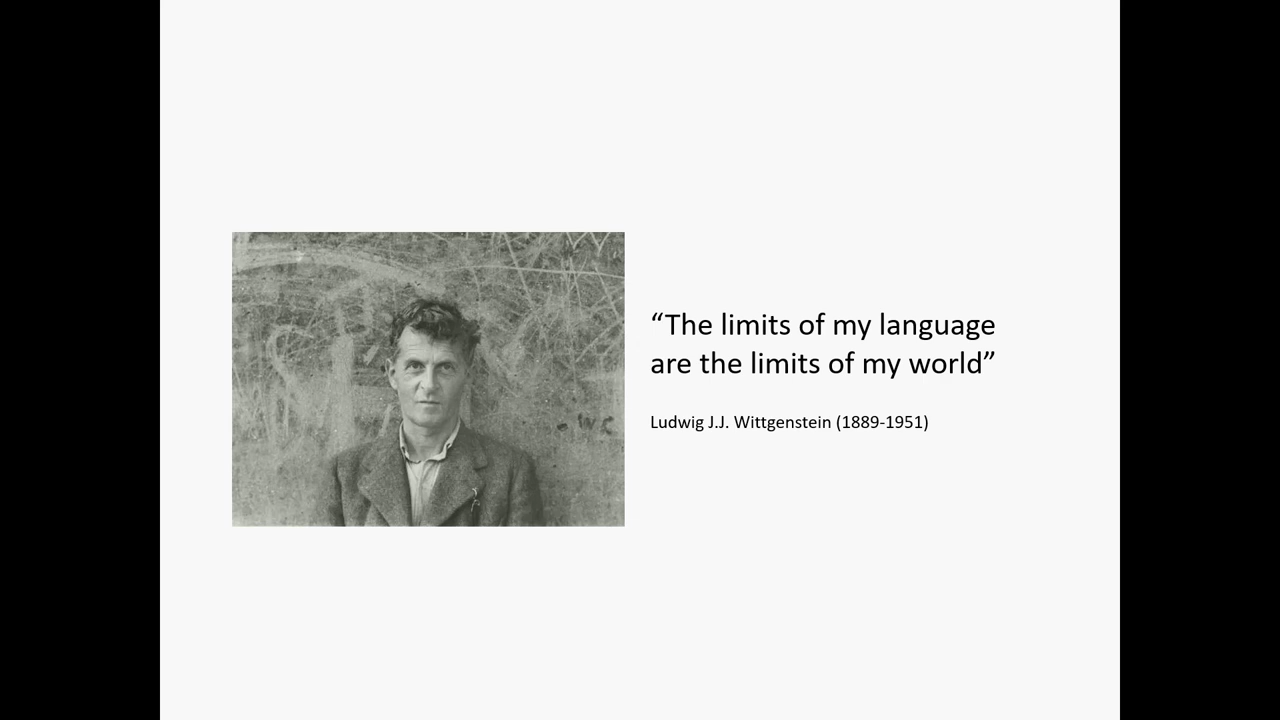 “The limits of my language
are the limits of my world”
Ludwig J.J. Wittgenstein (1889-1951)